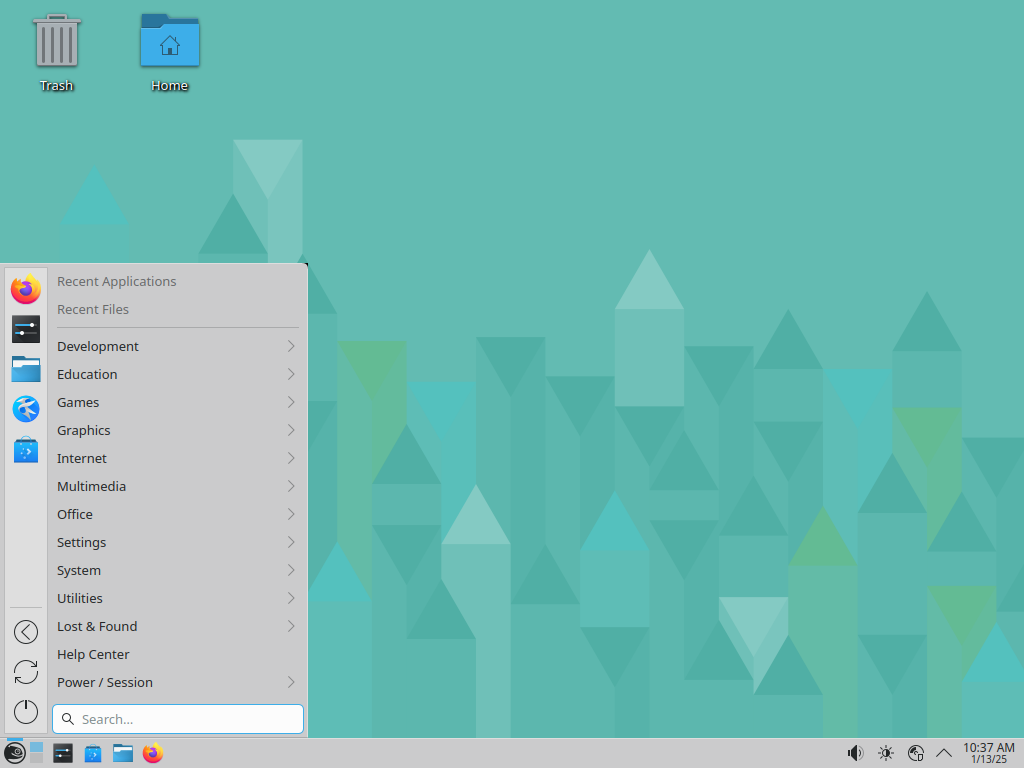 Trash
Home
Recent Applications
Recent Files
Development
Education
Games
Graphics
Internet
Multimedia
Office
Settings
System
Utilities
Lost & Found
Help Center
Power / Session
Search...
10:37 AM
1/13/25